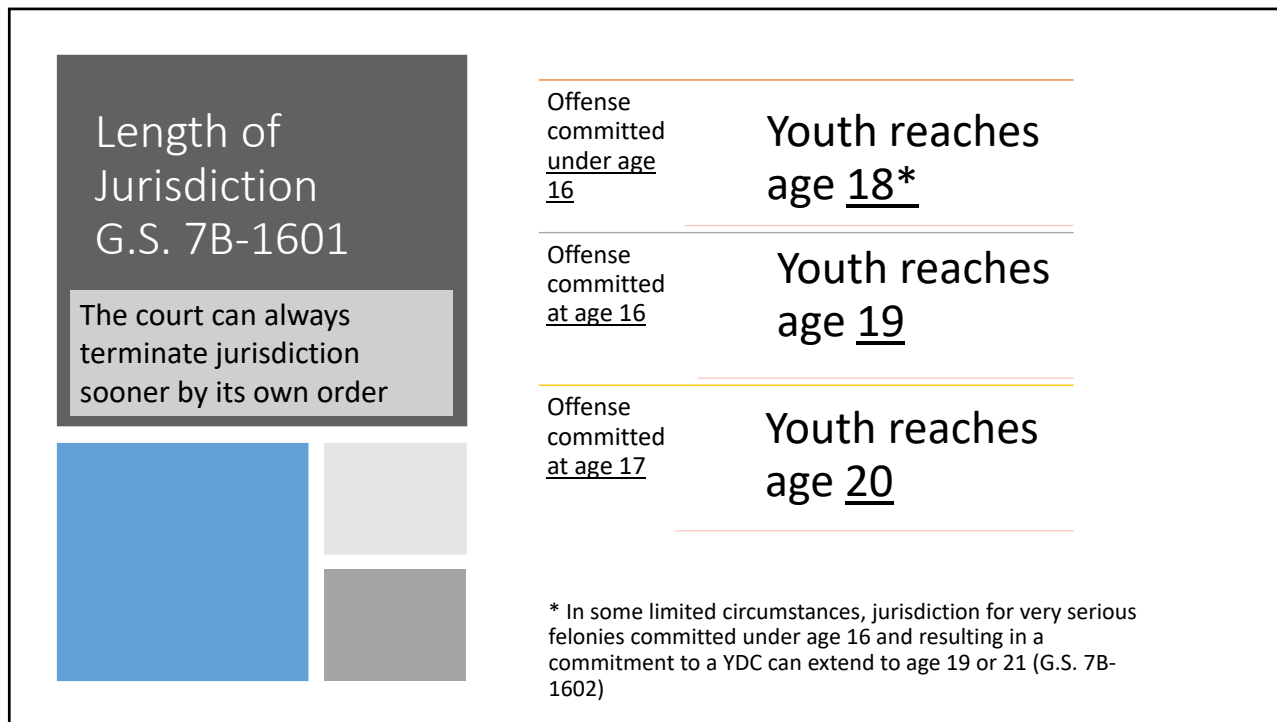 Length of
Jurisdiction
G.S. 7B-1601
The court can always
terminate jurisdiction
sooner by its own order
Offense
committed
under age
16
Youth reaches
age 18*
Offense
committed
at age 16
Youth reaches
age 19
Offense
committed
at age 17
Youth reaches
age 20
* In some limited circumstances, jurisdiction for very serious
felonies committed under age 16 and resulting in a
commitment to a YDC can extend to age 19 or 21 (G.S. 7B-
1602)